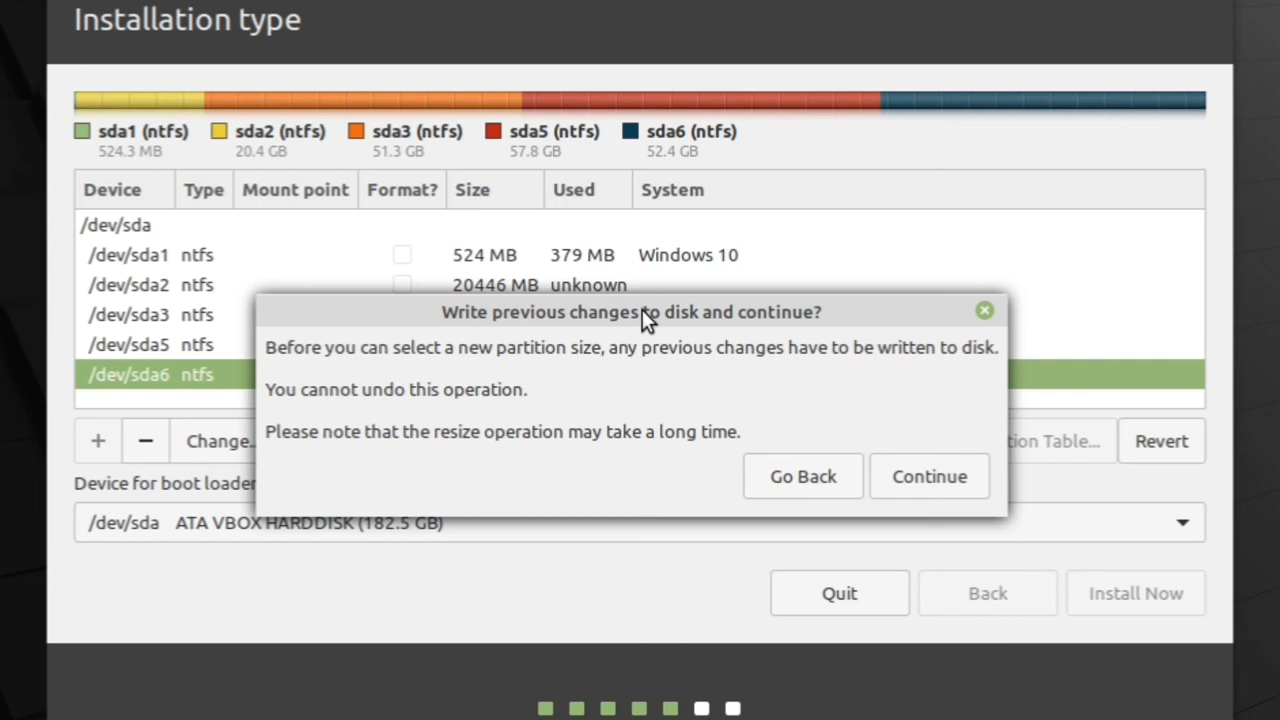 Installation type
sda1 (ntfs) sda2 (ntfs) sda3 (ntfs) sda5 (ntfs) sda6 (ntfs)
524.3 MB 20.4 GB 51.3 GB 57.8 GB 52.4 GB
Device Type Mount point Format? Size Used System
/dev/sda
/dev/sda1 ntfs 524 MB 379 MB Windows 10
/dev/sda2 ntfs 20446 MB unknown
/dev/sda3 ntfs
/dev/sda5 ntfs
/dev/sda6 ntfs
Write previous changes to disk and continue?
Before you can select a new partition size, any previous changes have to be written to disk.
You cannot undo this operation.
Please note that the resize operation may take a long time.
Go Back Continue
+ − Change.. tion Table... Revert
Device for boot loader
/dev/sda ATA VBOX HARDDISK (182.5 GB)
Quit Back Install Now